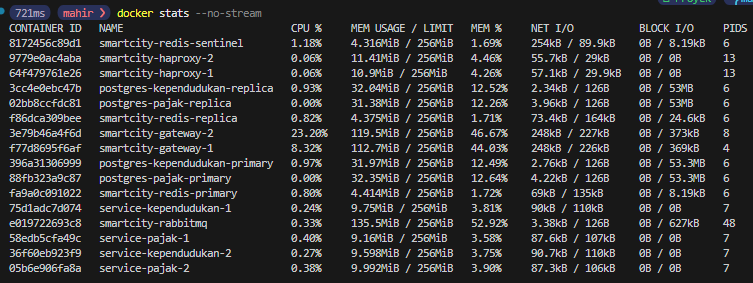 Proyek
721ms mahir ❯ docker stats --no-stream
CONTAINER ID NAME CPU % MEM USAGE / LIMIT MEM % NET I/O BLOCK I/O PIDS
8172456c89d1 smartcity-redis-sentinel 1.18% 4.316MiB / 256MiB 1.69% 254kB / 89.9kB 0B / 8.19kB 6
9779e0ac4aba smartcity-haproxy-2 0.06% 11.41MiB / 256MiB 4.46% 55.7kB / 29kB 0B / 0B 13
64f479761e26 smartcity-haproxy-1 0.06% 10.9MiB / 256MiB 4.26% 57.1kB / 29.9kB 0B / 0B 13
3cc4e0ebc47b postgres-kependudukan-replica 0.93% 32.04MiB / 256MiB 12.52% 2.34kB / 126B 0B / 53MB 6
02bb8ccfdc81 postgres-pajak-replica 0.00% 31.38MiB / 256MiB 12.26% 3.96kB / 126B 0B / 53MB 6
f86dca309bee smartcity-redis-replica 0.82% 4.375MiB / 256MiB 1.71% 73.4kB / 164kB 0B / 24.6kB 6
3e79b46a4f6d smartcity-gateway-2 23.20% 119.5MiB / 256MiB 46.67% 248kB / 227kB 0B / 373kB 8
f77d8695f6af smartcity-gateway-1 8.32% 112.7MiB / 256MiB 44.03% 248kB / 226kB 0B / 369kB 4
396a31306999 postgres-kependudukan-primary 0.97% 31.97MiB / 256MiB 12.49% 2.76kB / 126B 0B / 53.3MB 6
88fb323a9c87 postgres-pajak-primary 0.00% 32.35MiB / 256MiB 12.64% 4.22kB / 126B 0B / 53.3MB 6
fa9a0c091022 smartcity-redis-primary 0.80% 4.414MiB / 256MiB 1.72% 69kB / 135kB 0B / 8.19kB 6
75d1adc7d074 service-kependudukan-1 0.24% 9.75MiB / 256MiB 3.81% 90kB / 110kB 0B / 0B 7
e019722693c8 smartcity-rabbitmq 0.33% 135.5MiB / 256MiB 52.92% 3.38kB / 126B 0B / 627kB 48
58edb5cfa49c service-pajak-1 0.40% 9.16MiB / 256MiB 3.58% 87.6kB / 107kB 0B / 0B 7
36f60eb923f9 service-kependudukan-2 0.27% 9.598MiB / 256MiB 3.75% 90.7kB / 110kB 0B / 0B 7
05b6e906fa8a service-pajak-2 0.38% 9.992MiB / 256MiB 3.90% 87.3kB / 106kB 0B / 0B 7